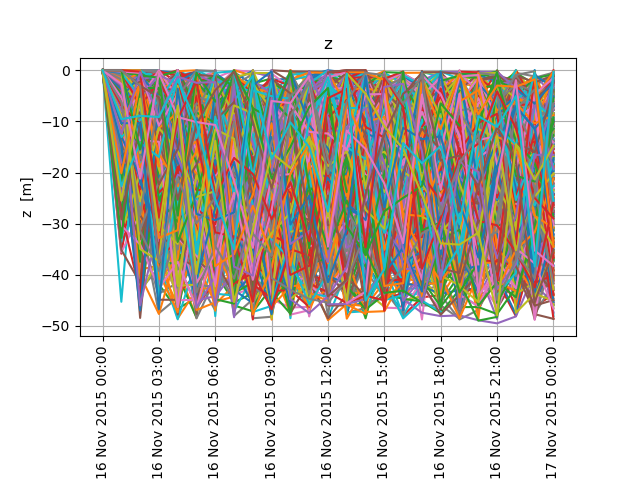 z
0
−10
−20
−30
−40
−50
z [m]
16 Nov 2015 00:00
16 Nov 2015 03:00
16 Nov 2015 06:00
16 Nov 2015 09:00
16 Nov 2015 12:00
16 Nov 2015 15:00
16 Nov 2015 18:00
16 Nov 2015 21:00
17 Nov 2015 00:00